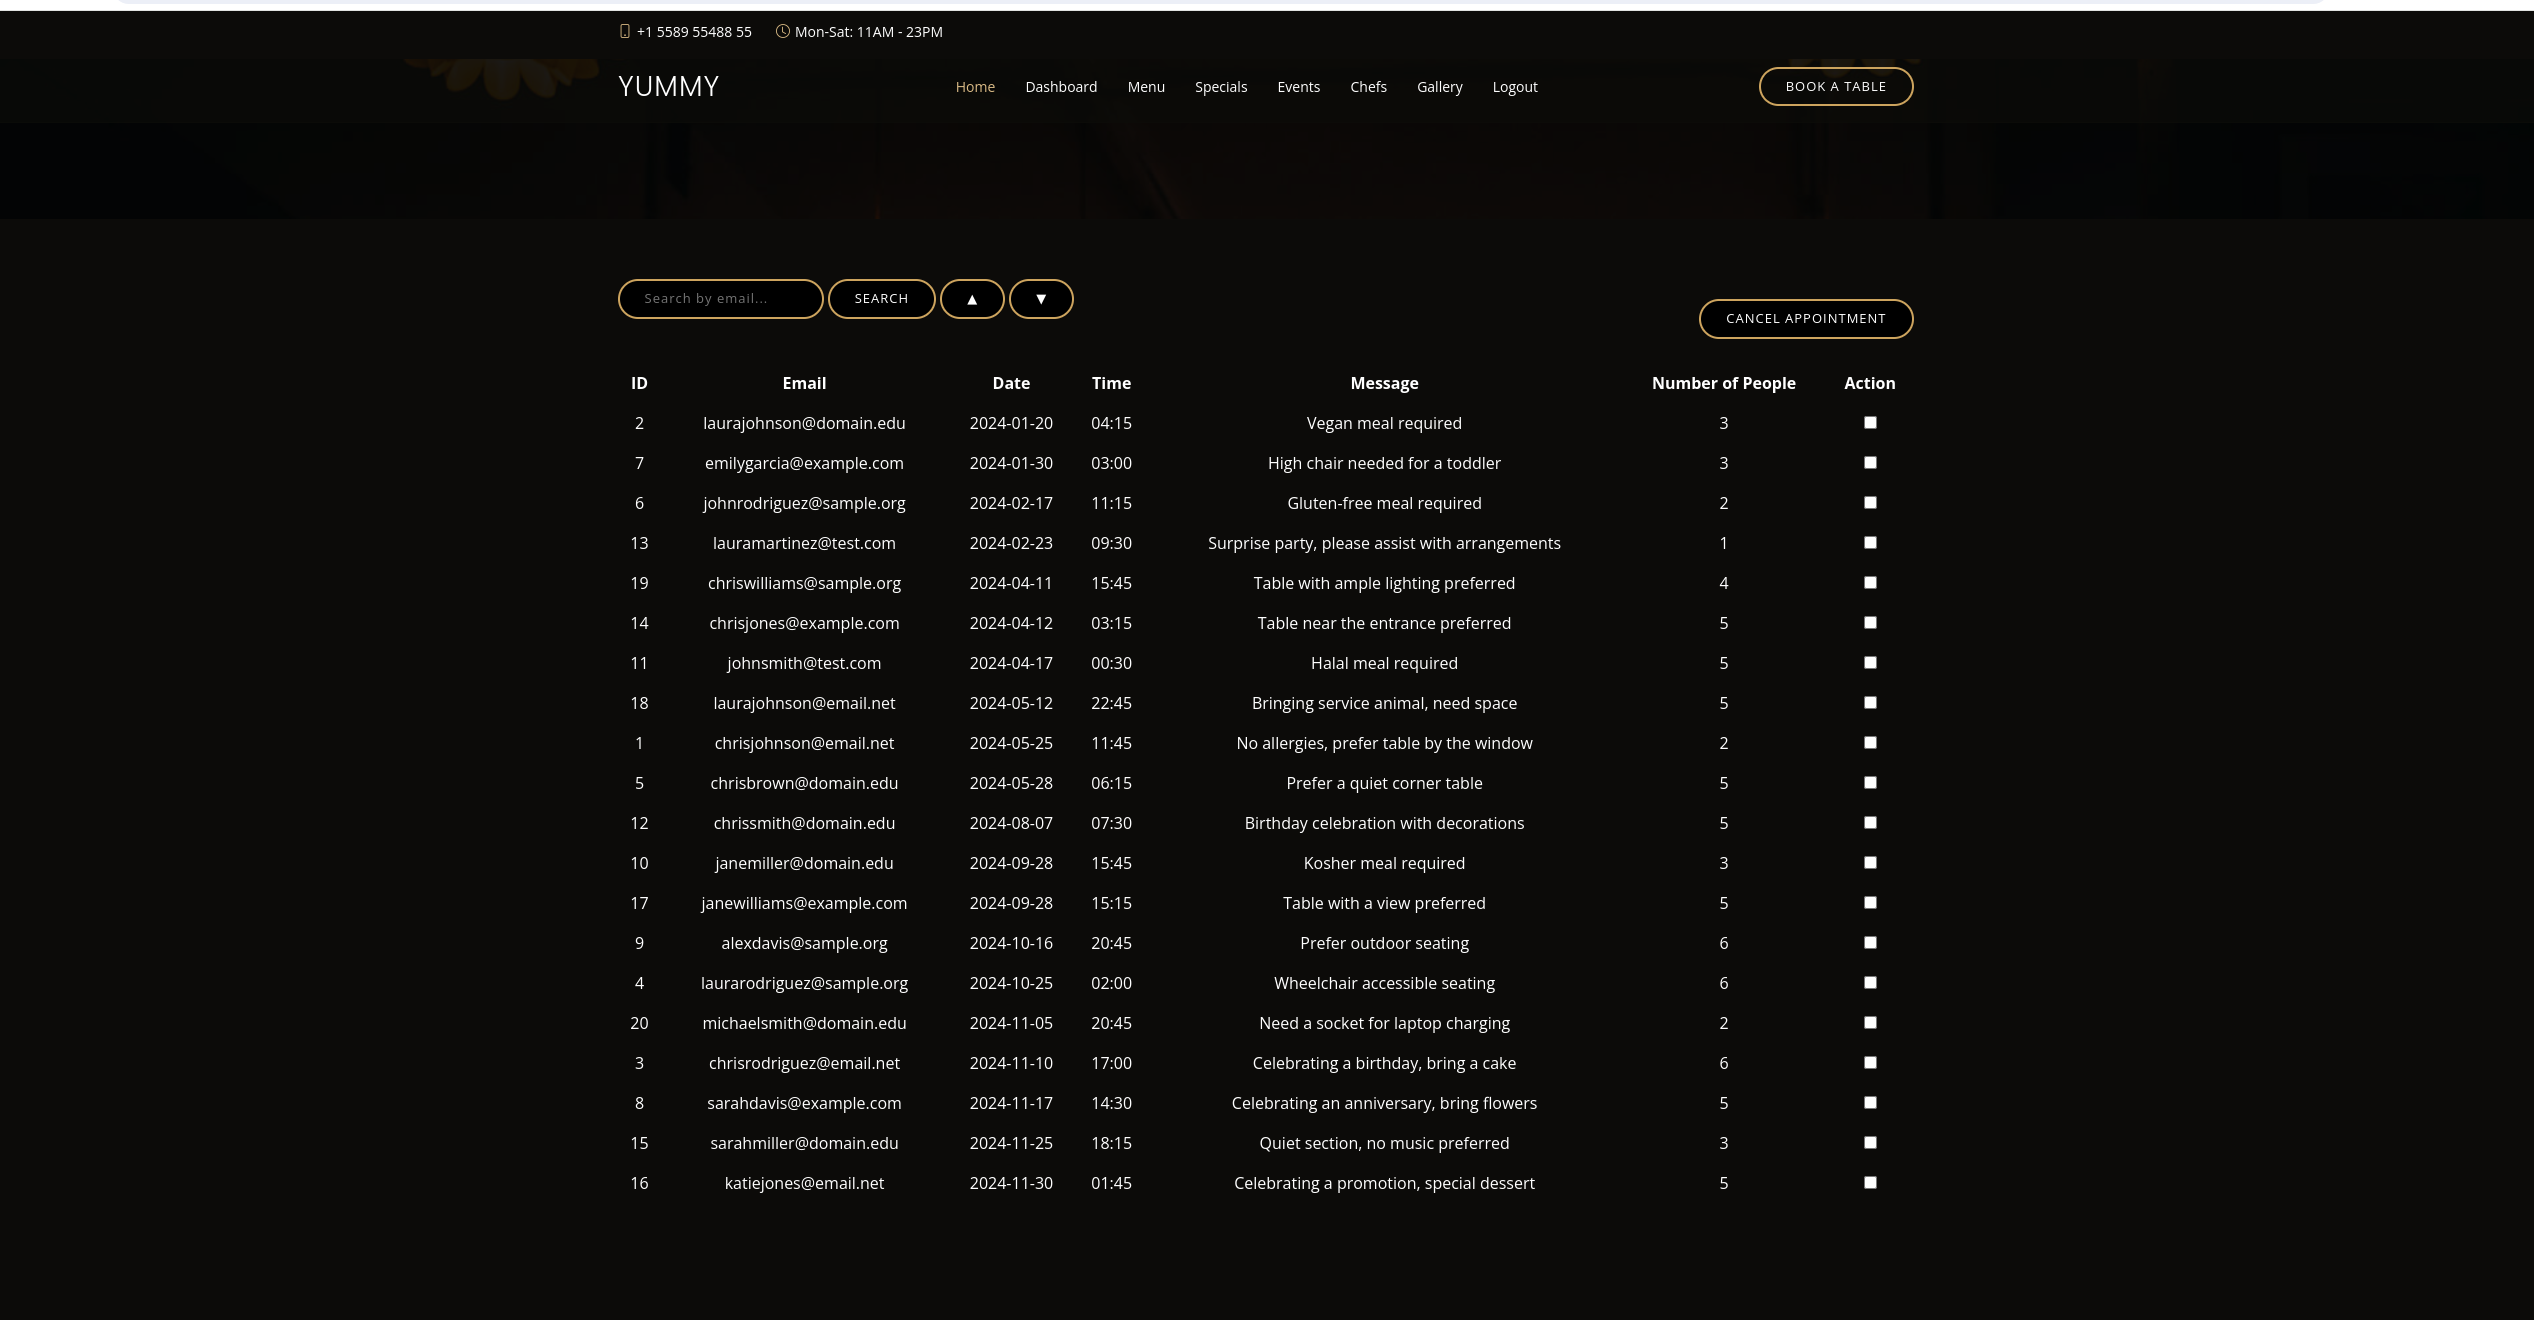 +1 5589 55488 55 Mon-Sat: 11AM - 23PM
YUMMY Home Dashboard Menu Specials Events Chefs Gallery Logout BOOK A TABLE
Search by email... SEARCH ▲ ▼
CANCEL APPOINTMENT
ID Email Date Time Message Number of People Action
2 laurajohnson@domain.edu 2024-01-20 04:15 Vegan meal required 3
7 emilygarcia@example.com 2024-01-30 03:00 High chair needed for a toddler 3
6 johnrodriguez@sample.org 2024-02-17 11:15 Gluten-free meal required 2
13 lauramartinez@test.com 2024-02-23 09:30 Surprise party, please assist with arrangements 1
19 chriswilliams@sample.org 2024-04-11 15:45 Table with ample lighting preferred 4
14 chrisjones@example.com 2024-04-12 03:15 Table near the entrance preferred 5
11 johnsmith@test.com 2024-04-17 00:30 Halal meal required 5
18 laurajohnson@email.net 2024-05-12 22:45 Bringing service animal, need space 5
1 chrisjohnson@email.net 2024-05-25 11:45 No allergies, prefer table by the window 2
5 chrisbrown@domain.edu 2024-05-28 06:15 Prefer a quiet corner table 5
12 chrissmith@domain.edu 2024-08-07 07:30 Birthday celebration with decorations 5
10 janemiller@domain.edu 2024-09-28 15:45 Kosher meal required 3
17 janewilliams@example.com 2024-09-28 15:15 Table with a view preferred 5
9 alexdavis@sample.org 2024-10-16 20:45 Prefer outdoor seating 6
4 laurarodriguez@sample.org 2024-10-25 02:00 Wheelchair accessible seating 6
20 michaelsmith@domain.edu 2024-11-05 20:45 Need a socket for laptop charging 2
3 chrisrodriguez@email.net 2024-11-10 17:00 Celebrating a birthday, bring a cake 6
8 sarahdavis@example.com 2024-11-17 14:30 Celebrating an anniversary, bring flowers 5
15 sarahmiller@domain.edu 2024-11-25 18:15 Quiet section, no music preferred 3
16 katiejones@email.net 2024-11-30 01:45 Celebrating a promotion, special dessert 5